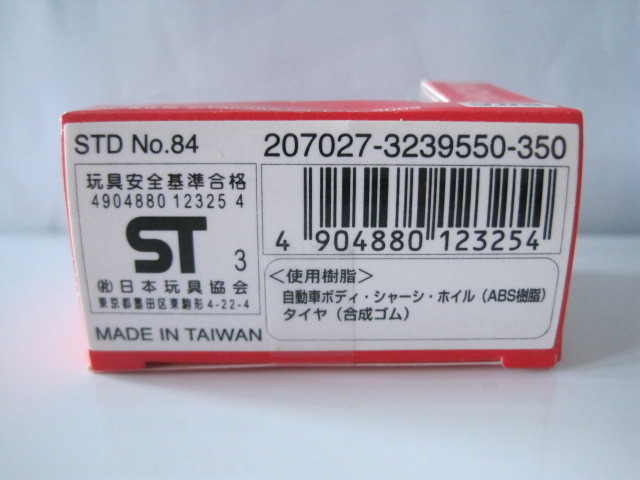 STD No.84
207027-3239550-350
玩具安全基準合格
4904880 12325 4
ST 3
㈳日本玩具協会
東京都墨田区東駒形4-22-4
MADE IN TAIWAN
4 904880 123254
＜使用樹脂＞
自動車ボディ・シャーシ・ホイル（ABS樹脂）
タイヤ（合成ゴム）